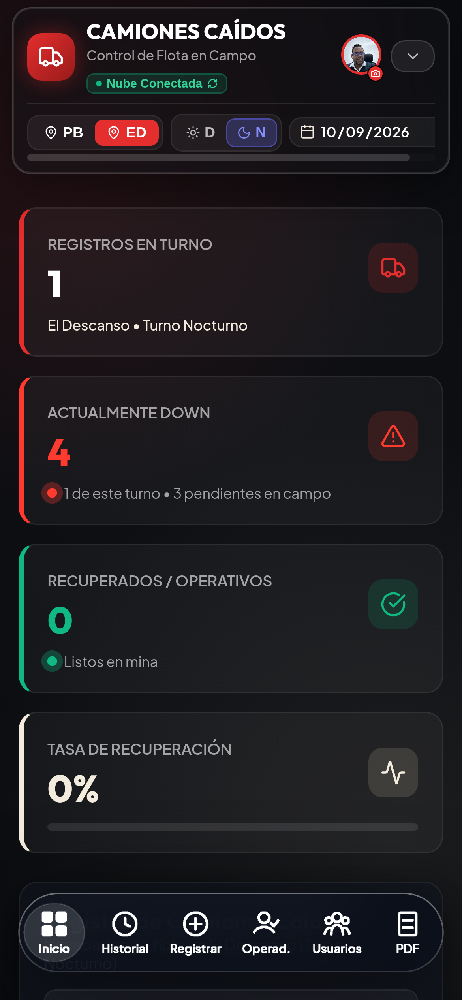 CAMIONES CAÍDOS
Control de Flota en Campo
Nube Conectada
PB ED D N 10/09/2026
REGISTROS EN TURNO
1
El Descanso • Turno Nocturno
ACTUALMENTE DOWN
4
1 de este turno • 3 pendientes en campo
RECUPERADOS / OPERATIVOS
0
Listos en mina
TASA DE RECUPERACIÓN
0%
Inicio Historial Registrar Operad. Usuarios PDF
Nocturno)